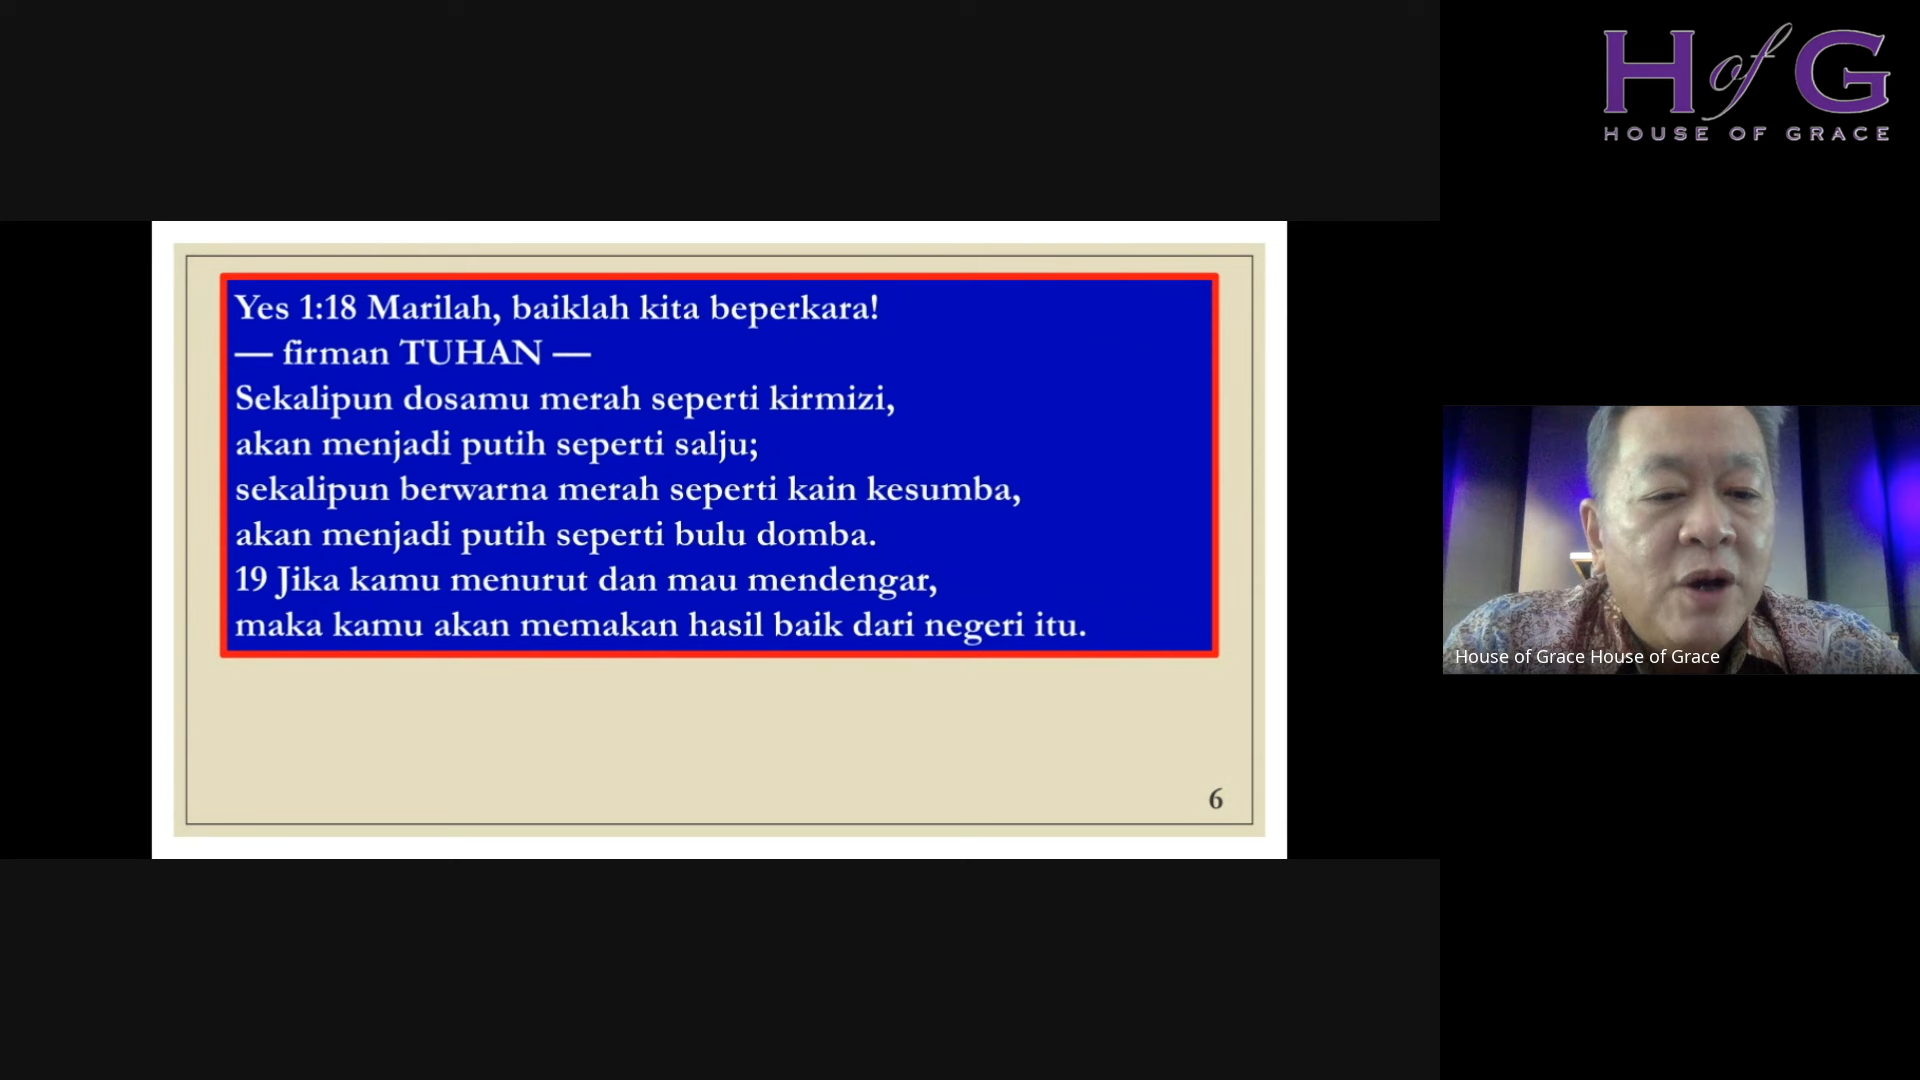 H of G
HOUSE OF GRACE
Yes 1:18 Marilah, baiklah kita beperkara!
— firman TUHAN —
Sekalipun dosamu merah seperti kirmizi,
akan menjadi putih seperti salju;
sekalipun berwarna merah seperti kain kesumba,
akan menjadi putih seperti bulu domba.
19 Jika kamu menurut dan mau mendengar,
maka kamu akan memakan hasil baik dari negeri itu.
6
House of Grace House of Grace